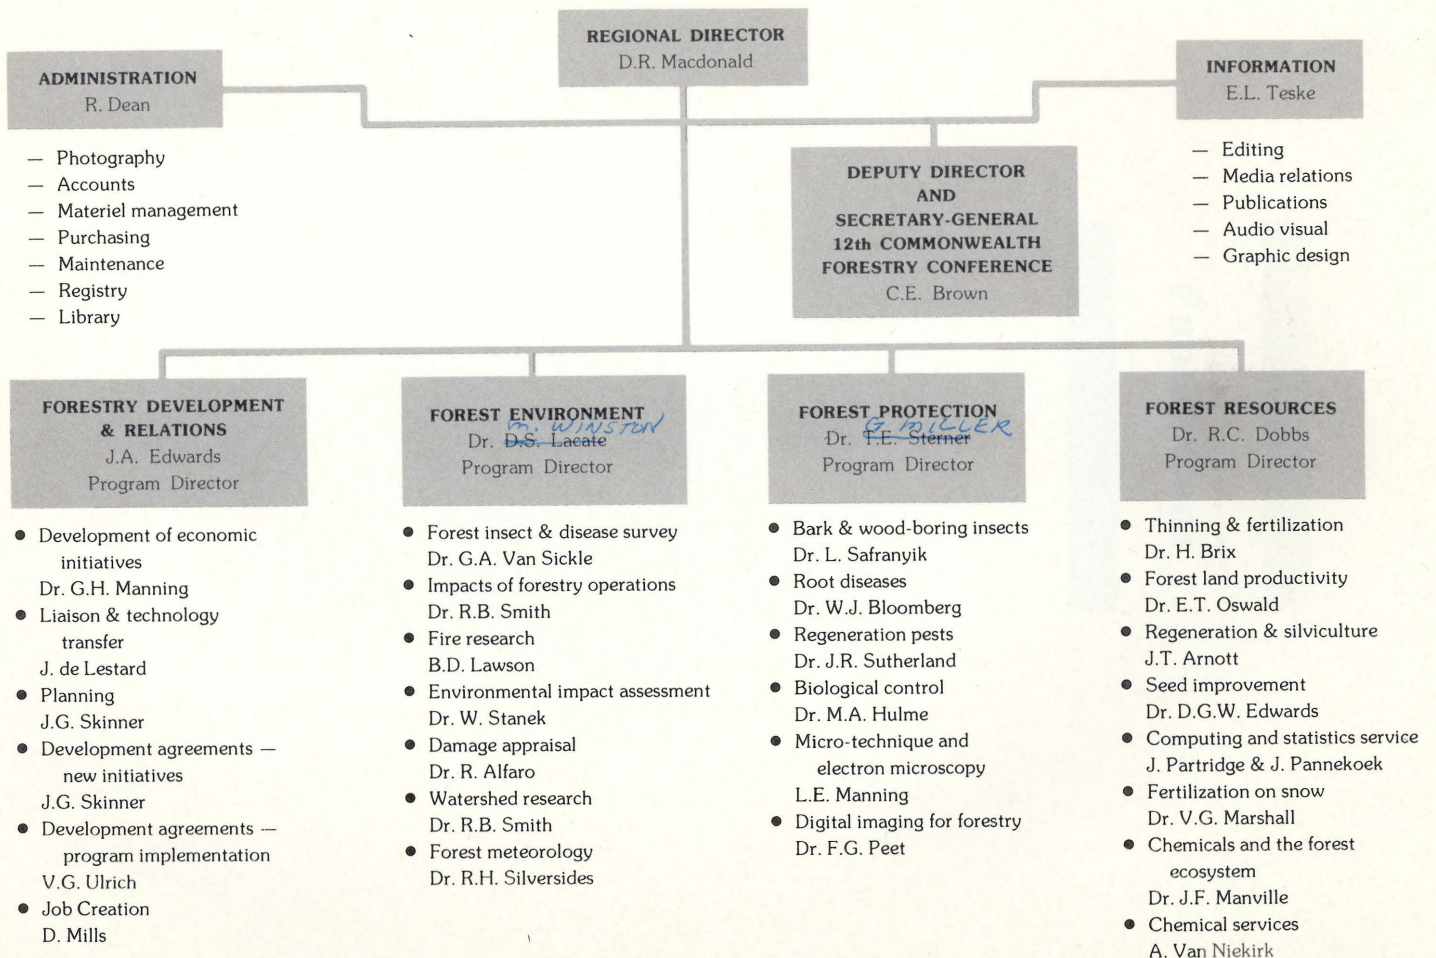 REGIONAL DIRECTOR
D.R. Macdonald
ADMINISTRATION
R. Dean
— Photography
— Accounts
— Materiel management
— Purchasing
— Maintenance
— Registry
— Library
INFORMATION
E.L. Teske
— Editing
— Media relations
— Publications
— Audio visual
— Graphic design
DEPUTY DIRECTOR
AND
SECRETARY-GENERAL
12th COMMONWEALTH
FORESTRY CONFERENCE
C.E. Brown
FORESTRY DEVELOPMENT
& RELATIONS
J.A. Edwards
Program Director
● Development of economic
initiatives
Dr. G.H. Manning
● Liaison & technology
transfer
J. de Lestard
● Planning
J.G. Skinner
● Development agreements —
new initiatives
J.G. Skinner
● Development agreements —
program implementation
V.G. Ulrich
● Job Creation
D. Mills
FOREST ENVIRONMENT
M. WINSTON
Dr. D.S. Lacate
Program Director
● Forest insect & disease survey
Dr. G.A. Van Sickle
● Impacts of forestry operations
Dr. R.B. Smith
● Fire research
B.D. Lawson
● Environmental impact assessment
Dr. W. Stanek
● Damage appraisal
Dr. R. Alfaro
● Watershed research
Dr. R.B. Smith
● Forest meteorology
Dr. R.H. Silversides
FOREST PROTECTION
G MILLER
Dr. T.E. Sterner
Program Director
● Bark & wood-boring insects
Dr. L. Safranyik
● Root diseases
Dr. W.J. Bloomberg
● Regeneration pests
Dr. J.R. Sutherland
● Biological control
Dr. M.A. Hulme
● Micro-technique and
electron microscopy
L.E. Manning
● Digital imaging for forestry
Dr. F.G. Peet
FOREST RESOURCES
Dr. R.C. Dobbs
Program Director
● Thinning & fertilization
Dr. H. Brix
● Forest land productivity
Dr. E.T. Oswald
● Regeneration & silviculture
J.T. Arnott
● Seed improvement
Dr. D.G.W. Edwards
● Computing and statistics service
J. Partridge & J. Pannekoek
● Fertilization on snow
Dr. V.G. Marshall
● Chemicals and the forest
ecosystem
Dr. J.F. Manville
● Chemical services
A. Van Niekirk